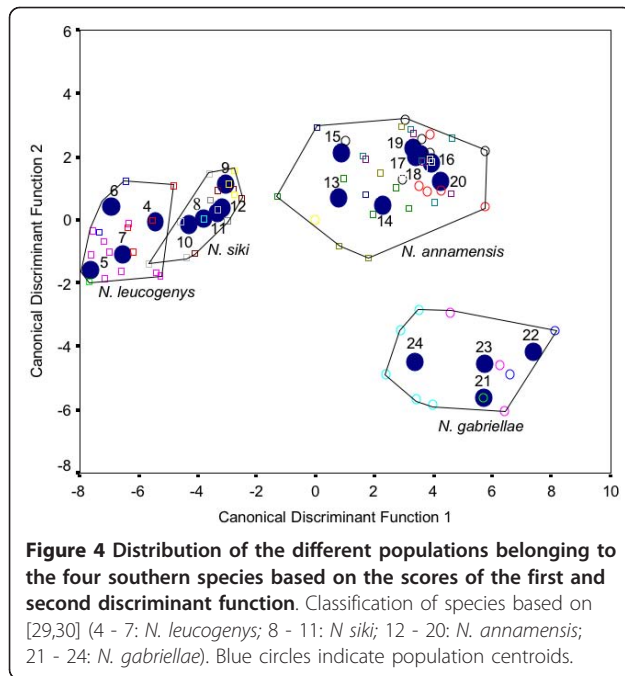 6
4
2
0
-2
-4
-6
-8
Canonical Discriminant Function 2
6
4
5
7
10
8
11
9
12
N. siki
N. leucogenys
15
13
14
19
17
18
16
20
N. annamensis
24
23
22
21
N. gabriellae
-8 -6 -4 -2 0 2 4 6 8 10
Canonical Discriminant Function 1
Figure 4 Distribution of the different populations belonging to
the four southern species based on the scores of the first and
second discriminant function. Classification of species based on
[29,30] (4 - 7: N. leucogenys; 8 - 11: N siki; 12 - 20: N. annamensis;
21 - 24: N. gabriellae). Blue circles indicate population centroids.